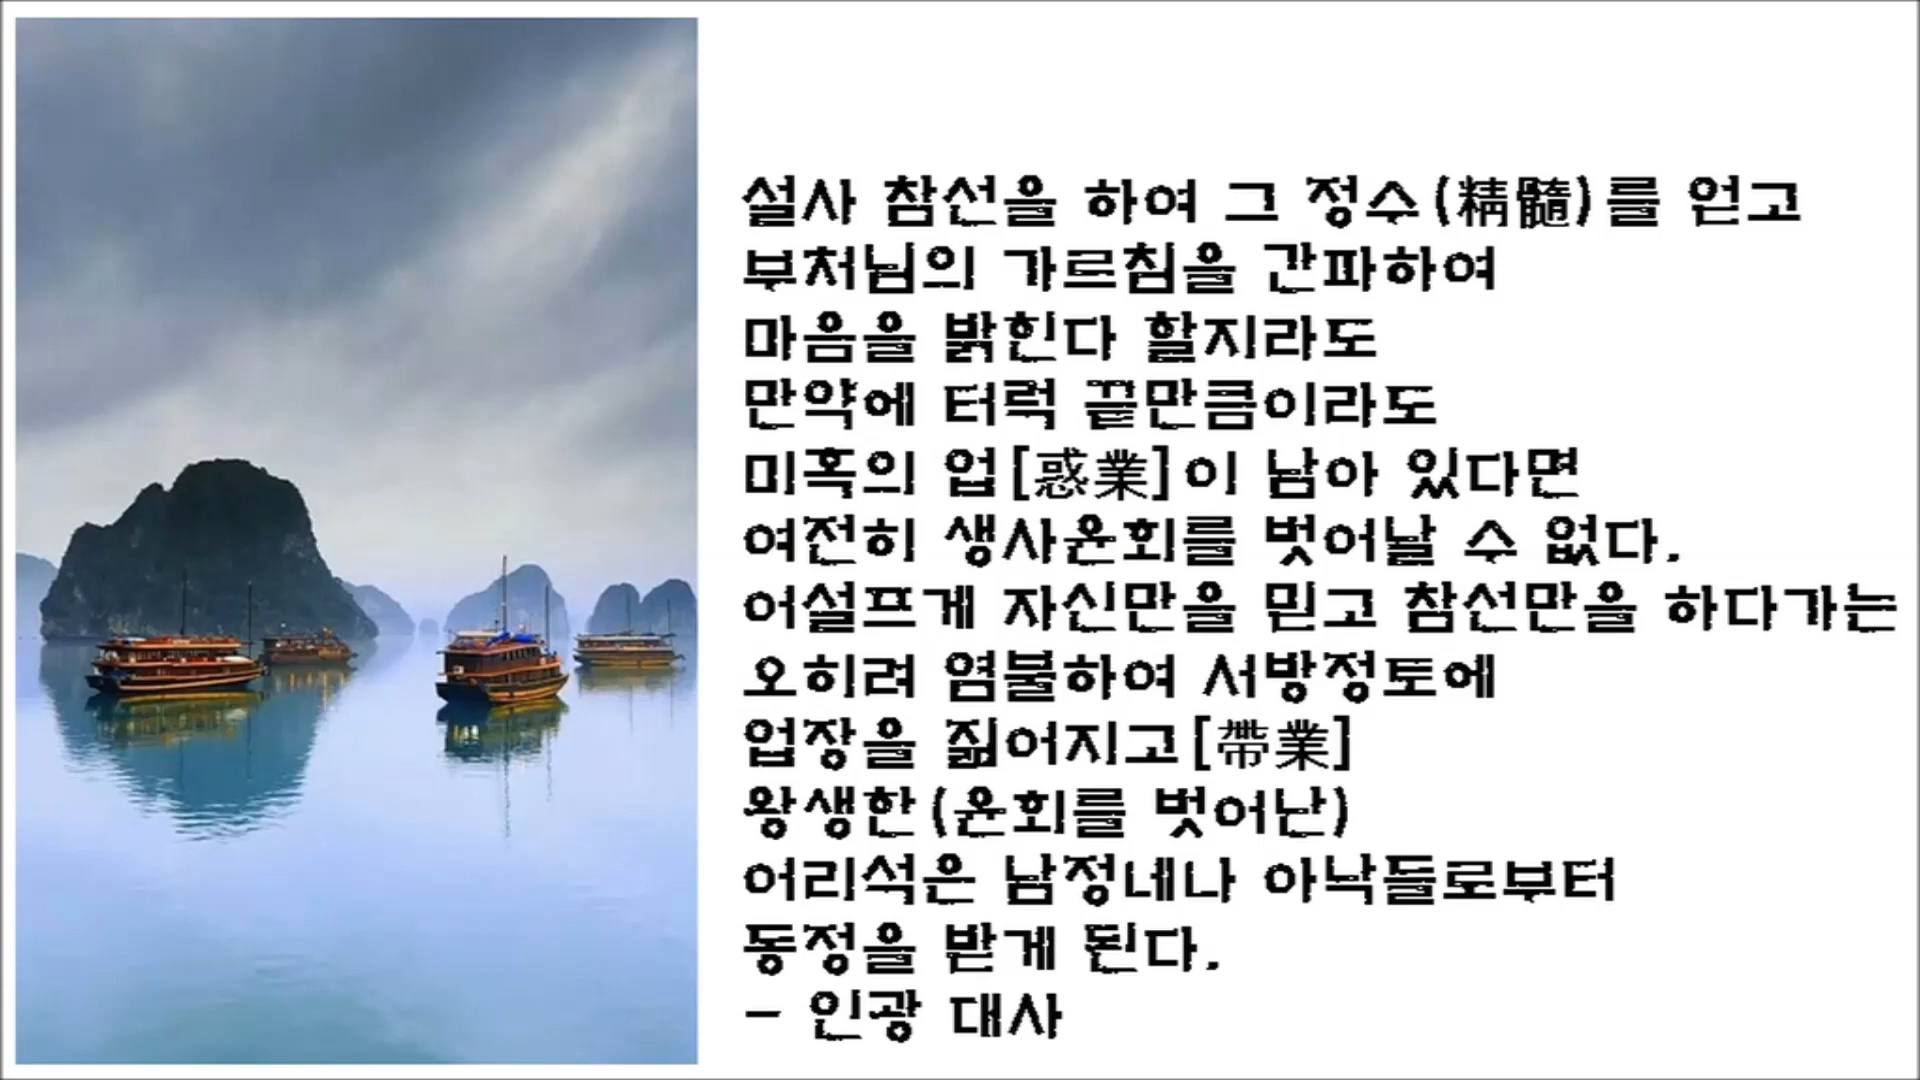 설사 참선을 하여 그 정수(精髓)를 얻고
부처님의 가르침을 간파하여
마음을 밝힌다 할지라도
만약에 터럭 끝만큼이라도
미혹의 업[惑業]이 남아 있다면
여전히 생사윤회를 벗어날 수 없다.
어설프게 자신만을 믿고 참선만을 하다가는
오히려 염불하여 서방정토에
업장을 짊어지고[帶業]
왕생한(윤회를 벗어난)
어리석은 남정네나 아낙들로부터
동정을 받게 된다.
- 인광 대사